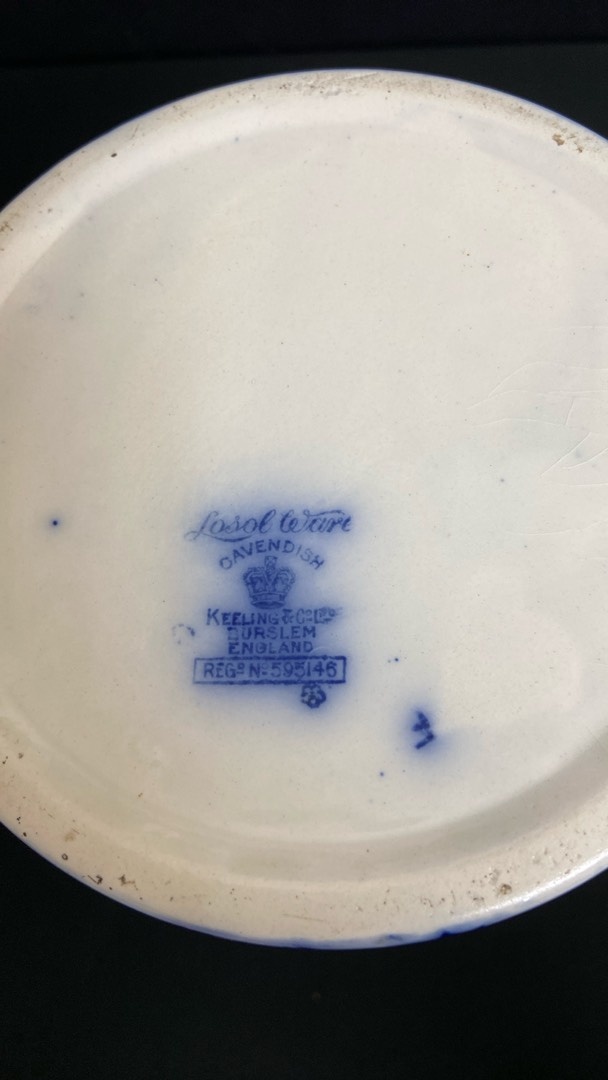 Losol Ware
CAVENDISH
KEELING & Co LTD
BURSLEM
ENGLAND
REGD No 595146